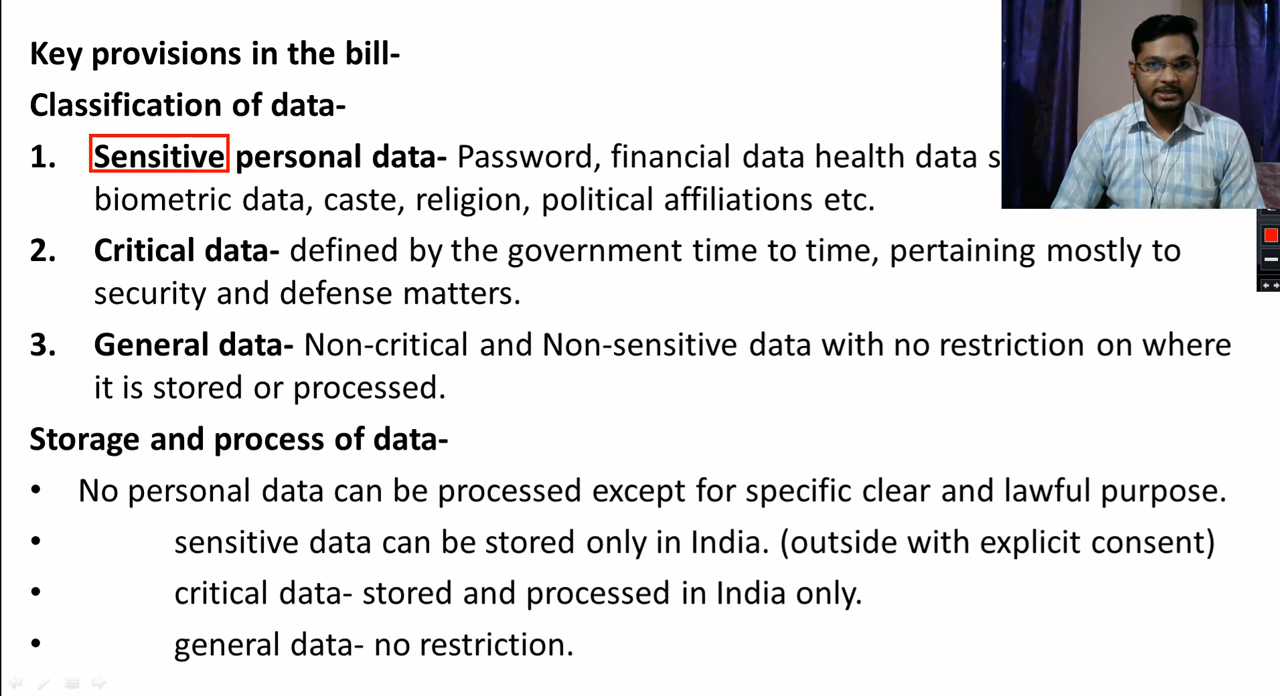 Key provisions in the bill-
Classification of data-
1. Sensitive personal data- Password, financial data health data
biometric data, caste, religion, political affiliations etc.
2. Critical data- defined by the government time to time, pertaining mostly to
security and defense matters.
3. General data- Non-critical and Non-sensitive data with no restriction on where
it is stored or processed.
Storage and process of data-
• No personal data can be processed except for specific clear and lawful purpose.
• sensitive data can be stored only in India. (outside with explicit consent)
• critical data- stored and processed in India only.
• general data- no restriction.